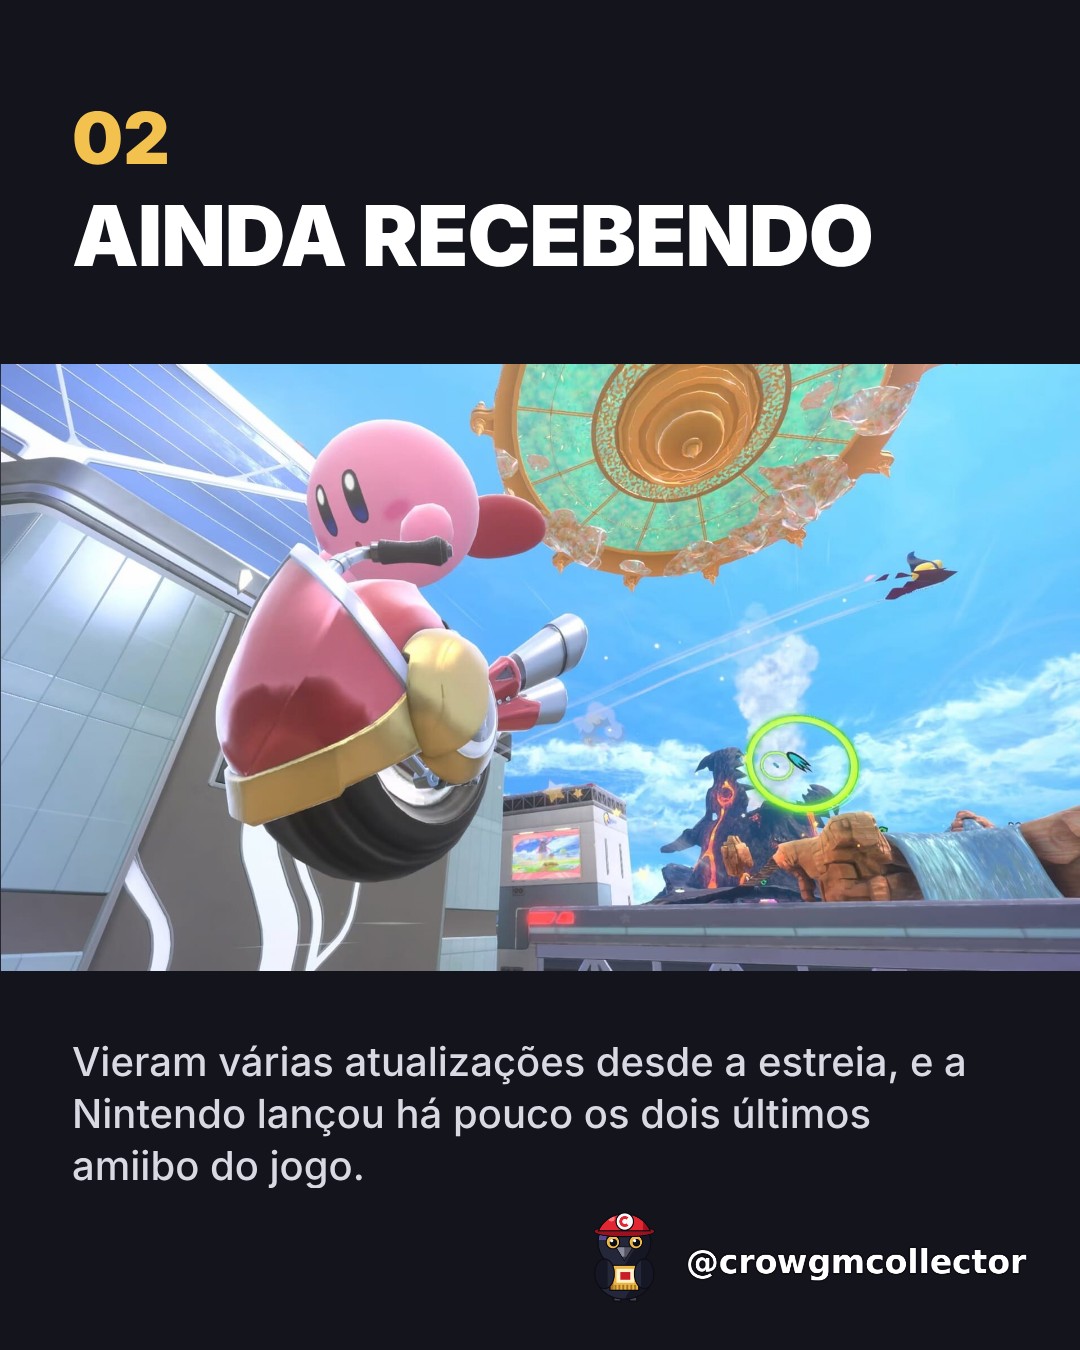 02
AINDA RECEBENDO
Vieram várias atualizações desde a estreia, e a
Nintendo lançou há pouco os dois últimos
amiibo do jogo.
C
@crowgmcollector